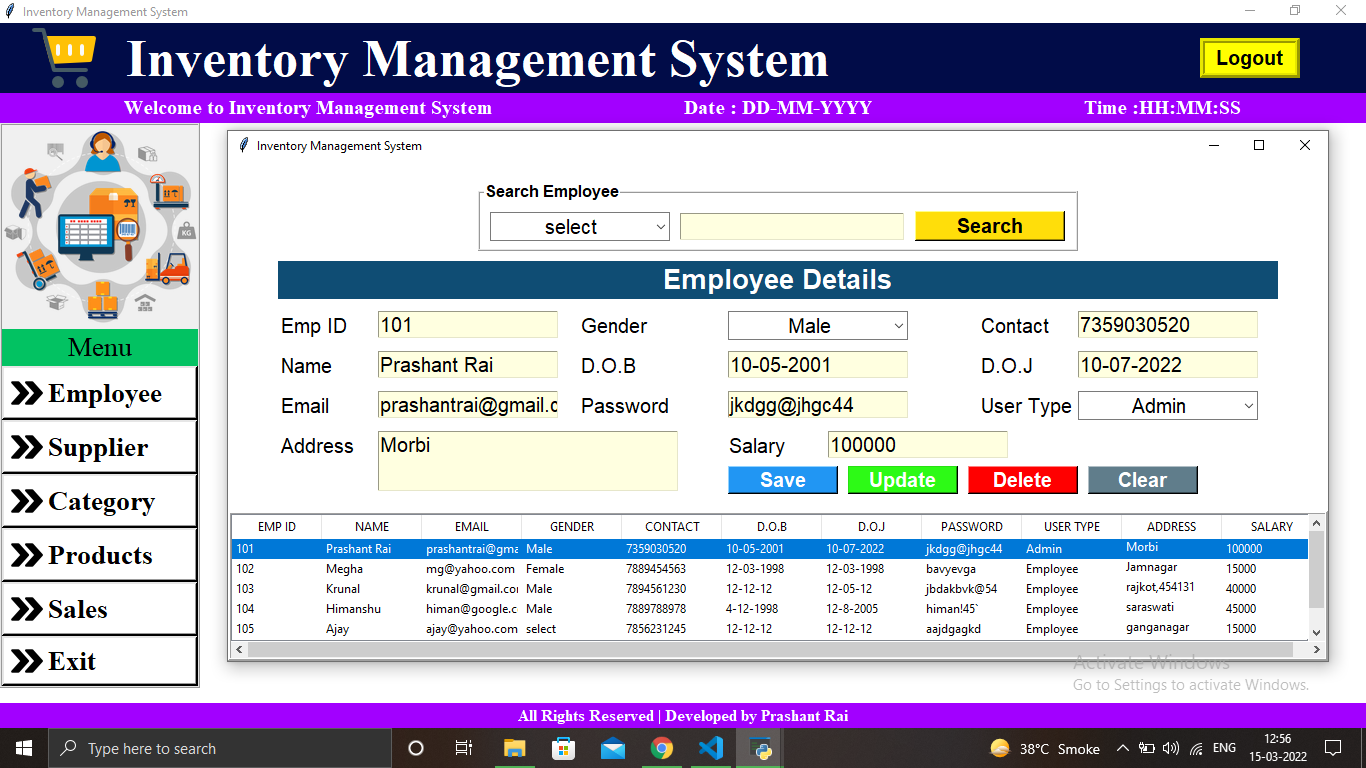 Inventory Management System
Inventory Management System
Logout
Welcome to Inventory Management System Date : DD-MM-YYYY Time :HH:MM:SS
KG
Menu
Employee
Supplier
Category
Products
Sales
Exit
Inventory Management System
Search Employee
select Search
Employee Details
Emp ID 101 Gender Male Contact 7359030520
Name Prashant Rai D.O.B 10-05-2001 D.O.J 10-07-2022
Email prashantrai@gmail.c Password jkdgg@jhgc44 User Type Admin
Address Morbi Salary 100000
Save Update Delete Clear
EMP ID NAME EMAIL GENDER CONTACT D.O.B D.O.J PASSWORD USER TYPE ADDRESS SALARY
101 Prashant Rai prashantrai@gma Male 7359030520 10-05-2001 10-07-2022 jkdgg@jhgc44 Admin Morbi 100000
102 Megha mg@yahoo.com Female 7889454563 12-03-1998 12-03-1998 bavyevga Employee Jamnagar 15000
103 Krunal krunal@gmail.co Male 7894561230 12-12-12 12-05-12 jbdakbvk@54 Employee rajkot,454131 40000
104 Himanshu himan@google.c Male 7889788978 4-12-1998 12-8-2005 himan!45` Employee saraswati 45000
105 Ajay ajay@yahoo.com select 7856231245 12-12-12 12-12-12 aajdgagkd Employee ganganagar 15000
Activate Windows
Go to Settings to activate Windows.
All Rights Reserved | Developed by Prashant Rai
Type here to search 38°C Smoke ENG 12:56
15-03-2022